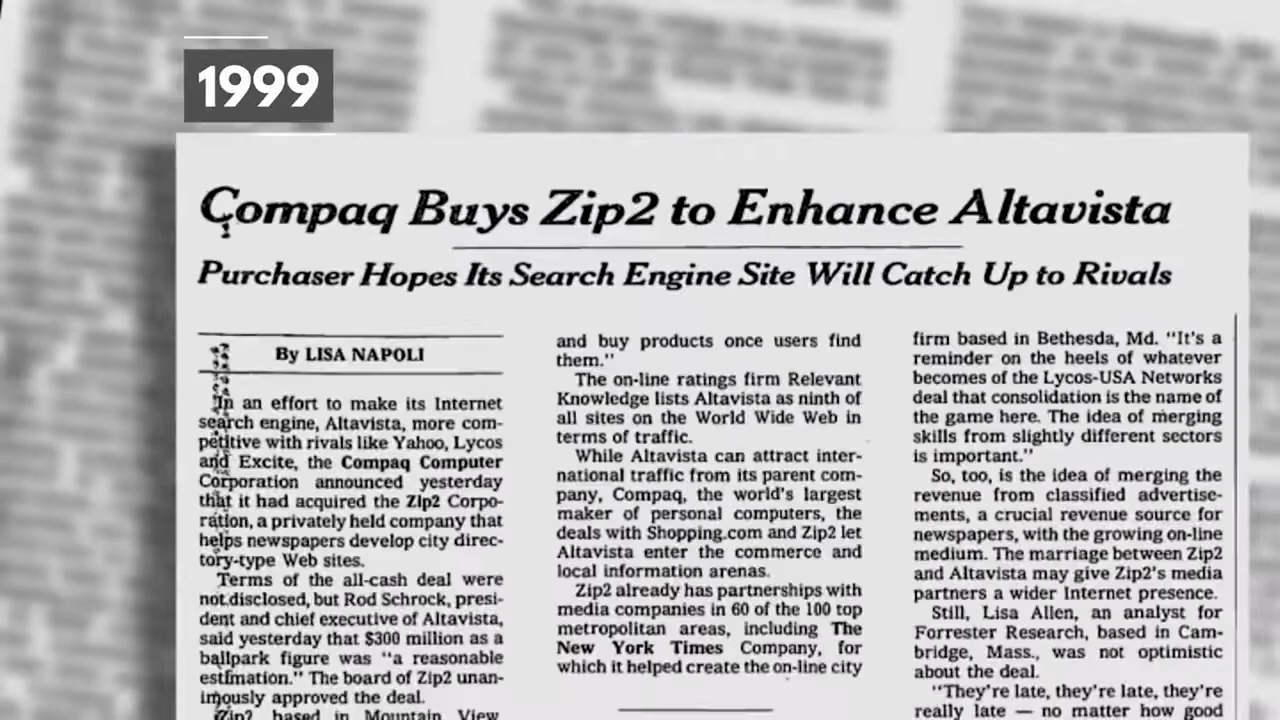 1999
Compaq Buys Zip2 to Enhance Altavista
Purchaser Hopes Its Search Engine Site Will Catch Up to Rivals
By LISA NAPOLI
In an effort to make its Internet
search engine, Altavista, more com-
petitive with rivals like Yahoo, Lycos
and Excite, the Compaq Computer
Corporation announced yesterday
that it had acquired the Zip2 Corpo-
ration, a privately held company that
helps newspapers develop city direc-
tory-type Web sites.
Terms of the all-cash deal were
not disclosed, but Rod Schrock, presi-
dent and chief executive of Altavista,
said yesterday that $300 million as a
ballpark figure was "a reasonable
estimation." The board of Zip2 unan-
imously approved the deal.
Zip2, based in Mountain View,
and buy products once users find
them."
The on-line ratings firm Relevant
Knowledge lists Altavista as ninth of
all sites on the World Wide Web in
terms of traffic.
While Altavista can attract inter-
national traffic from its parent com-
pany, Compaq, the world's largest
maker of personal computers, the
deals with Shopping.com and Zip2 let
Altavista enter the commerce and
local information arenas.
Zip2 already has partnerships with
media companies in 60 of the 100 top
metropolitan areas, including The
New York Times Company, for
which it helped create the on-line city
firm based in Bethesda, Md. "It's a
reminder on the heels of whatever
becomes of the Lycos-USA Networks
deal that consolidation is the name of
the game here. The idea of merging
skills from slightly different sectors
is important."
So, too, is the idea of merging the
revenue from classified advertise-
ments, a crucial revenue source for
newspapers, with the growing on-line
medium. The marriage between Zip2
and Altavista may give Zip2's media
partners a wider Internet presence.
Still, Lisa Allen, an analyst for
Forrester Research, based in Cam-
bridge, Mass., was not optimistic
about the deal.
"They're late, they're late, they're
really late — no matter how good